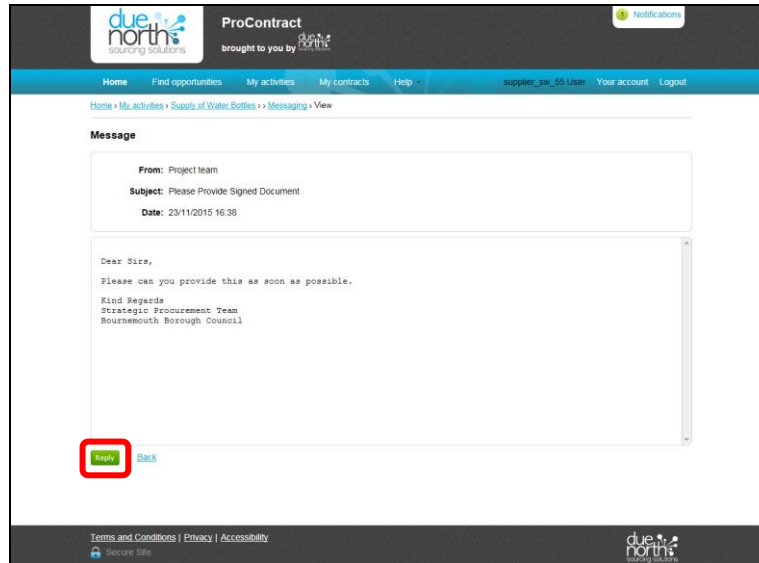 due north
sourcing solutions
ProContract
brought to you by due north
1 Notifications
Home Find opportunities My activities My contracts Help supplier_sw_55 User Your account Logout
Home › My activities › Supply of Water Bottles › › Messaging › View
Message
From: Project team
Subject: Please Provide Signed Document
Date: 23/11/2015 16:38
Dear Sirs,
Please can you provide this as soon as possible.
Kind Regards
Strategic Procurement Team
Bournemouth Borough Council
Reply Back
Terms and Conditions | Privacy | Accessibility
Secure Site
due north
sourcing solutions